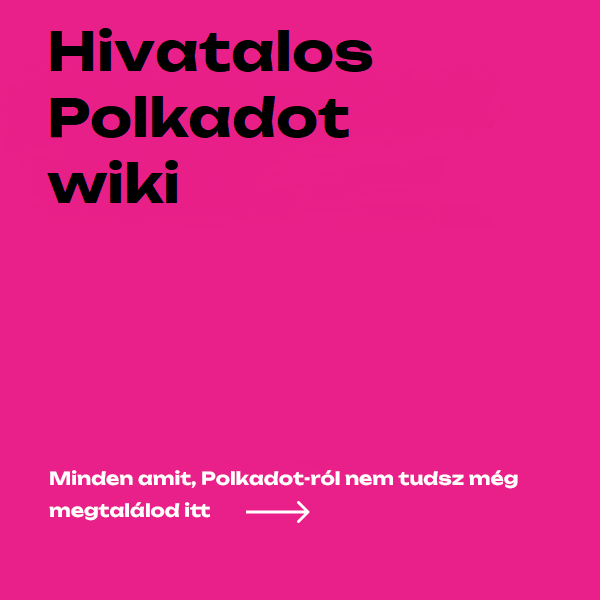 Hivatalos
Polkadot
wiki
Minden amit, Polkadot-ról nem tudsz még
megtalálod itt